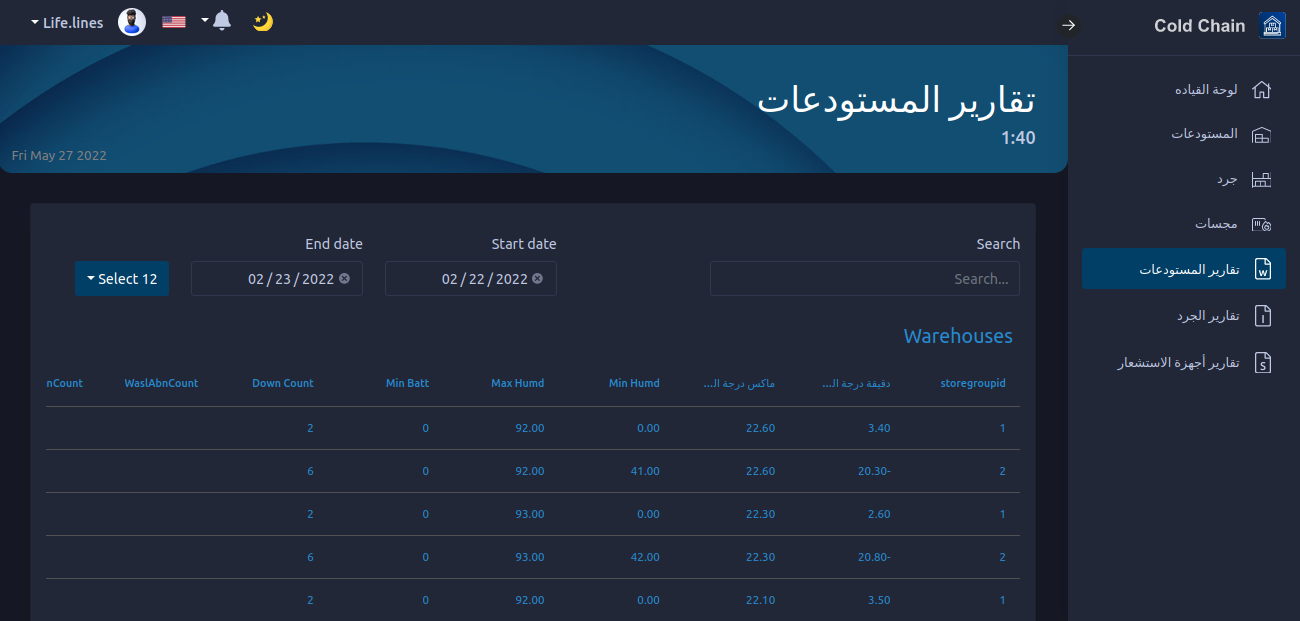 Life.lines
Cold Chain
لوحة القياده
المستودعات
جرد
مجسات
تقارير المستودعات
تقارير الجرد
تقارير أجهزة الاستشعار
تقارير المستودعات
1:40
Fri May 27 2022
Search
Start date
End date
Search...
02/22/2022
02/23/2022
Select 12
Warehouses
storegroupid دقيقة درجة ال... ماكس درجة ال... Min Humd Max Humd Min Batt Down Count WaslAbnCount nCount
1 3.40 22.60 0.00 92.00 0 2
2 20.30- 22.60 41.00 92.00 0 6
1 2.60 22.30 0.00 93.00 0 2
2 20.80- 22.30 42.00 93.00 0 6
1 3.50 22.10 0.00 92.00 0 2